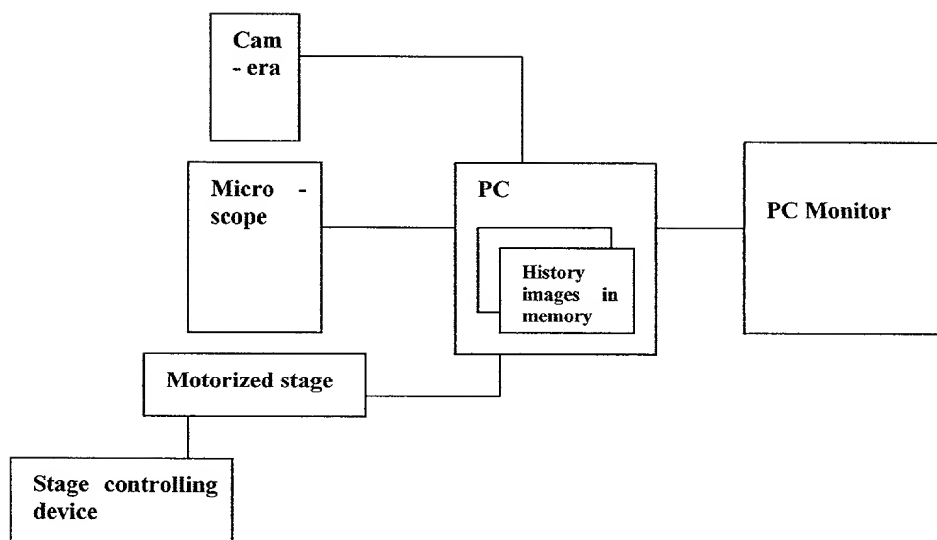 Cam
- era
Micro -
scope
PC
History
images in
memory
PC Monitor
Motorized stage
Stage controlling
device